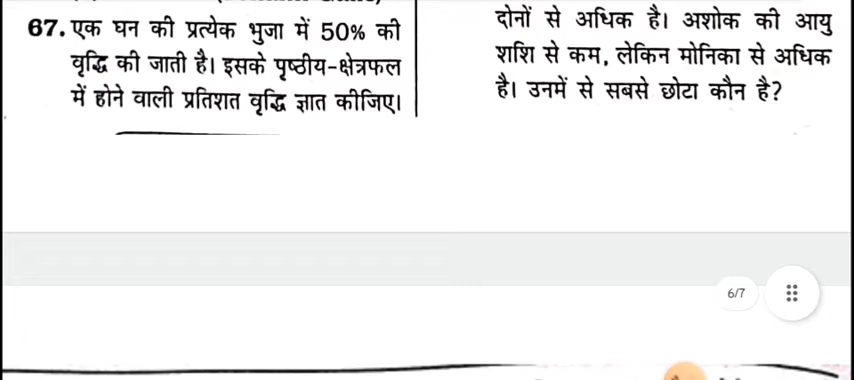 67. एक घन की प्रत्येक भुजा में 50% की
वृद्धि की जाती है। इसके पृष्ठीय-क्षेत्रफल
में होने वाली प्रतिशत वृद्धि ज्ञात कीजिए।
दोनों से अधिक है। अशोक की आयु
शशि से कम, लेकिन मोनिका से अधिक
है। उनमें से सबसे छोटा कौन है?
6/7